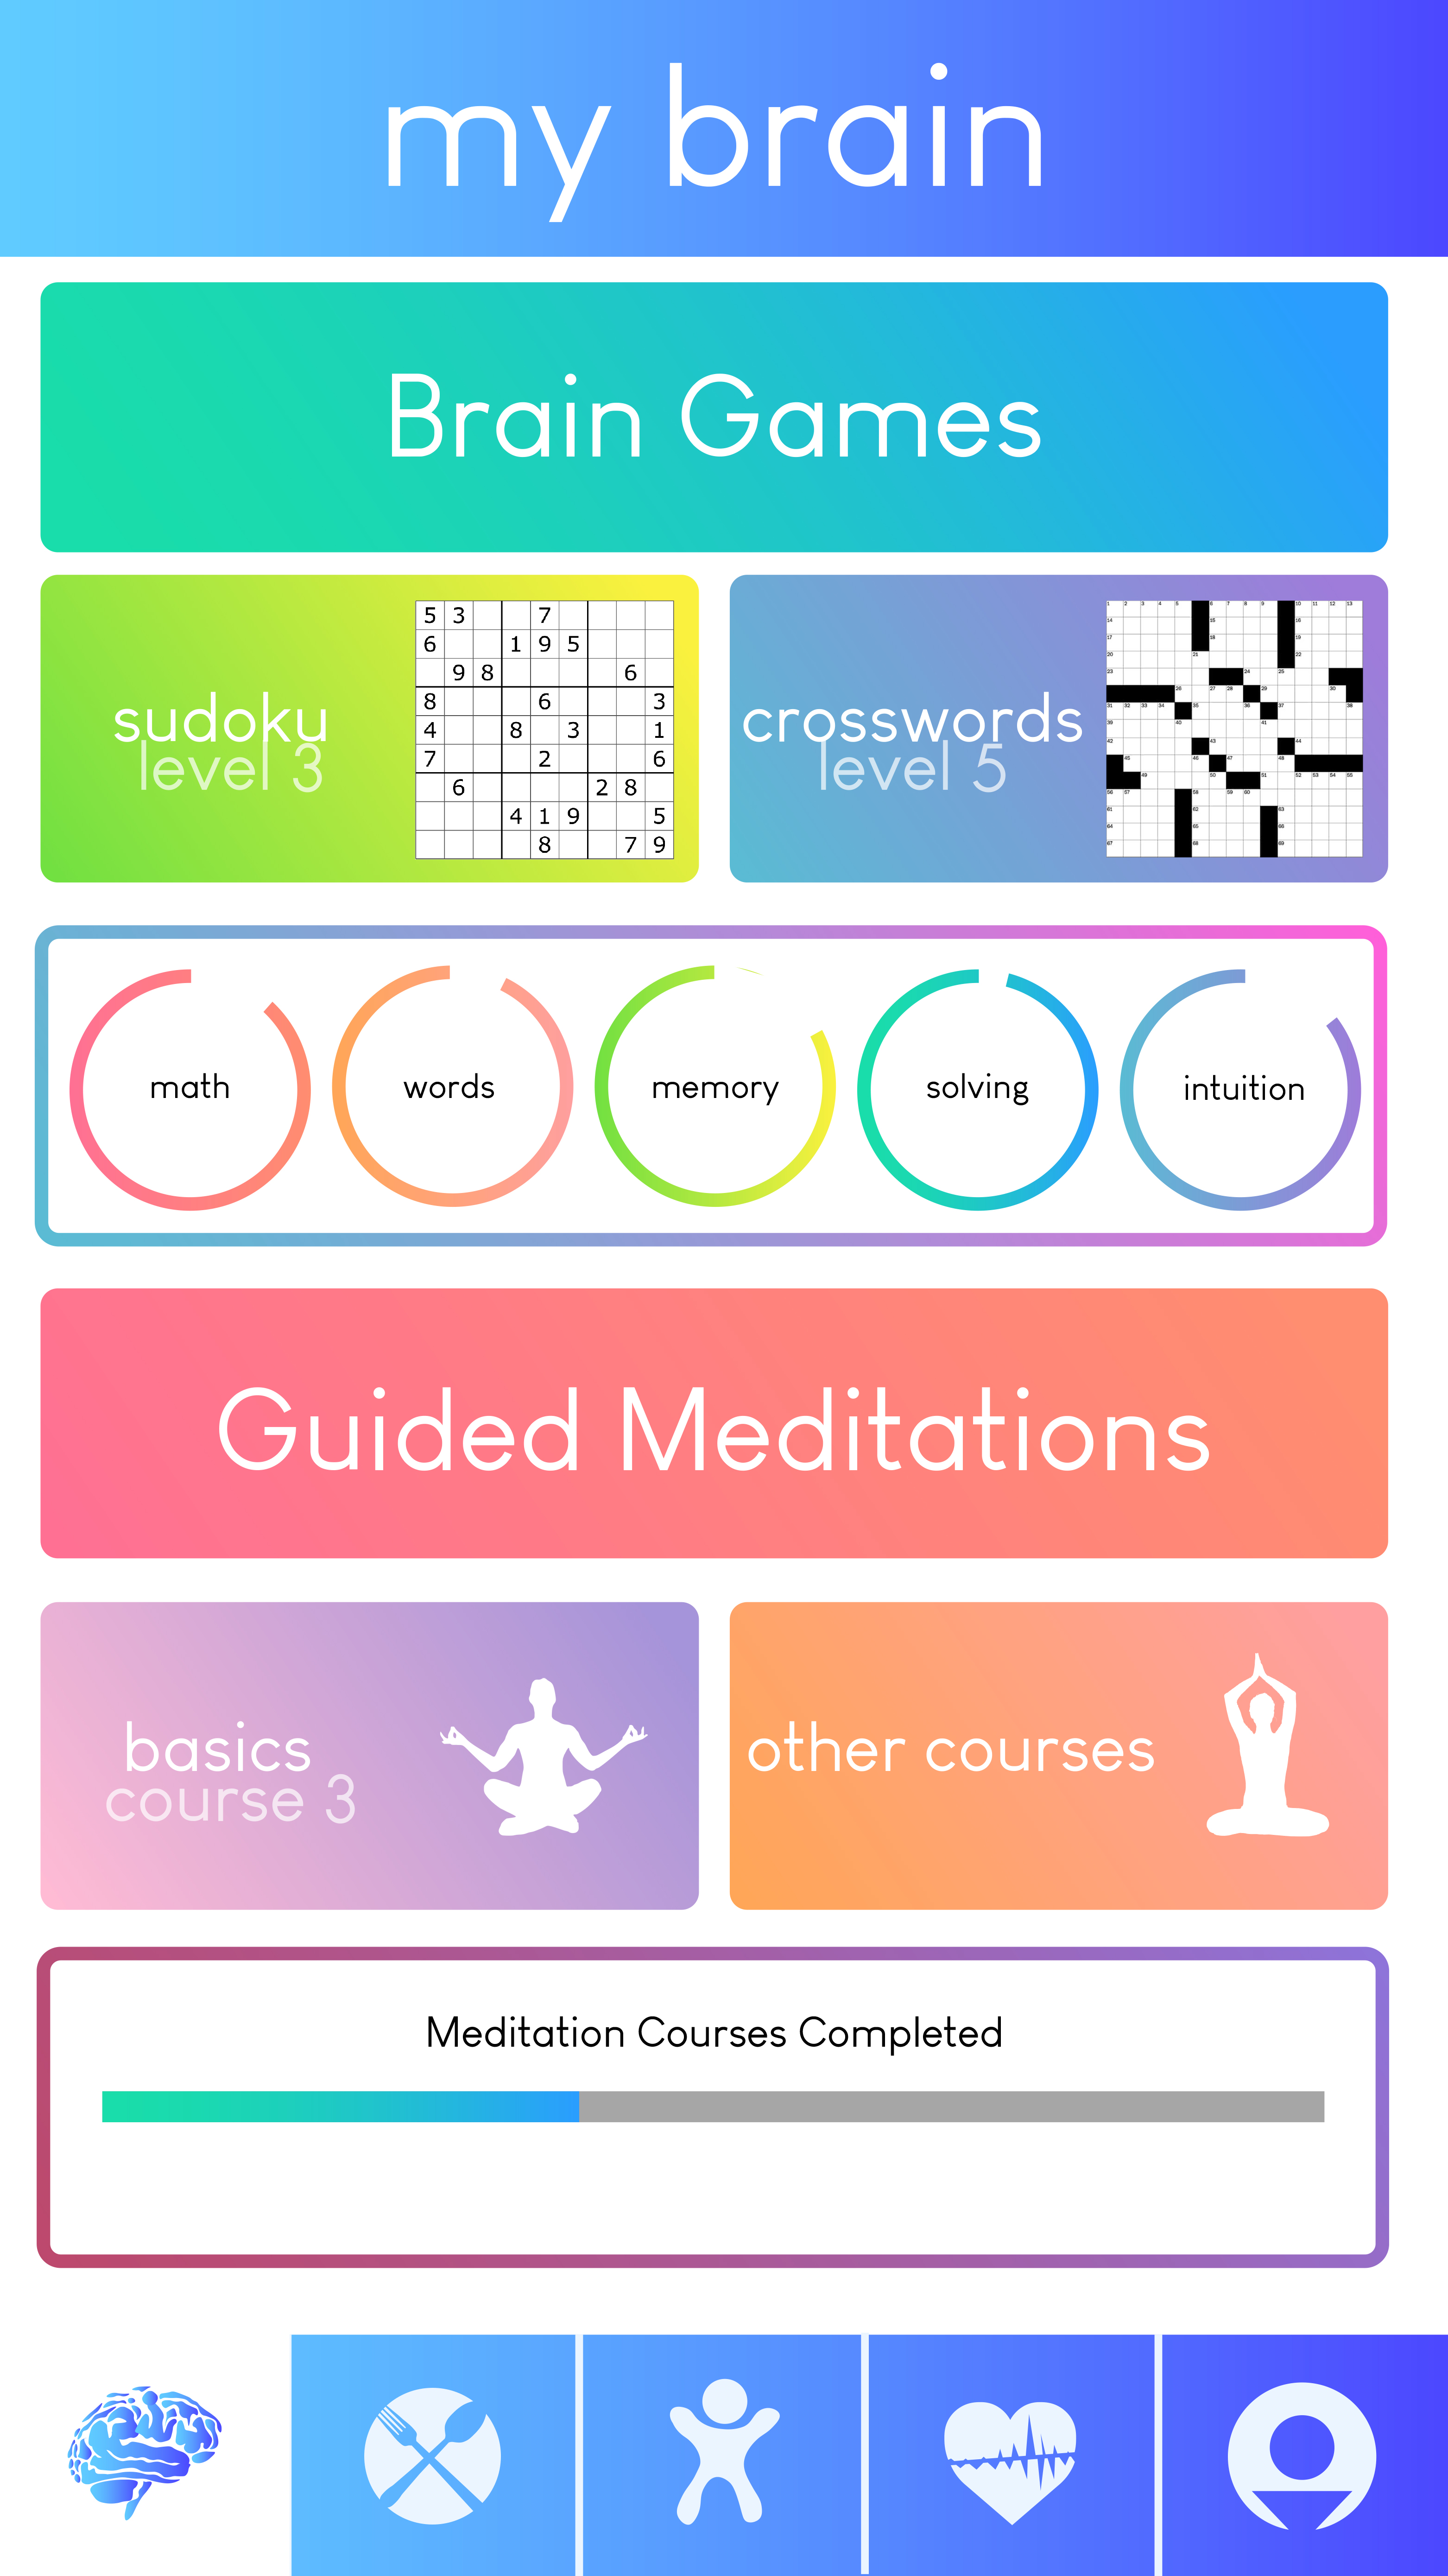 my brain
Brain Games
sudoku
level 3
5 3 7
6 1 9 5
9 8 6
8 6 3
4 8 3 1
7 2 6
6 2 8
4 1 9 5
8 7 9
crosswords
level 5
math words memory solving intuition
Guided Meditations
basics
course 3
other courses
Meditation Courses Completed